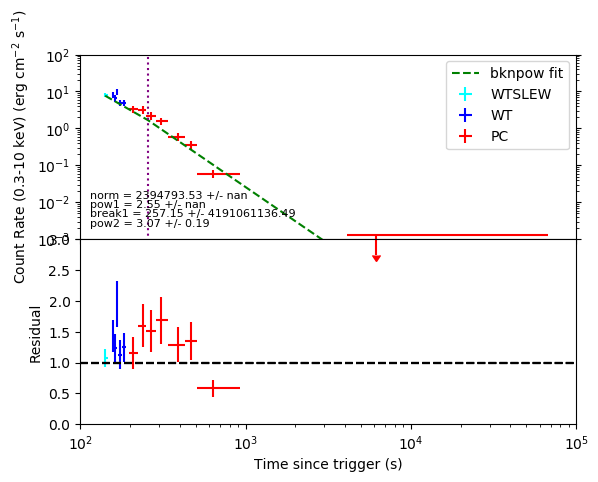 Count Rate (0.3-10 keV) (erg cm⁻² s⁻¹)
10²
10¹
10⁰
10⁻¹
10⁻²
10⁻³
bknpow fit
WTSLEW
WT
PC
norm = 2394793.53 +/- nan
pow1 = 2.55 +/- nan
break1 = 257.15 +/- 4191061136.49
pow2 = 3.07 +/- 0.19
Residual
3.0
2.5
2.0
1.5
1.0
0.5
0.0
10² 10³ 10⁴ 10⁵
Time since trigger (s)